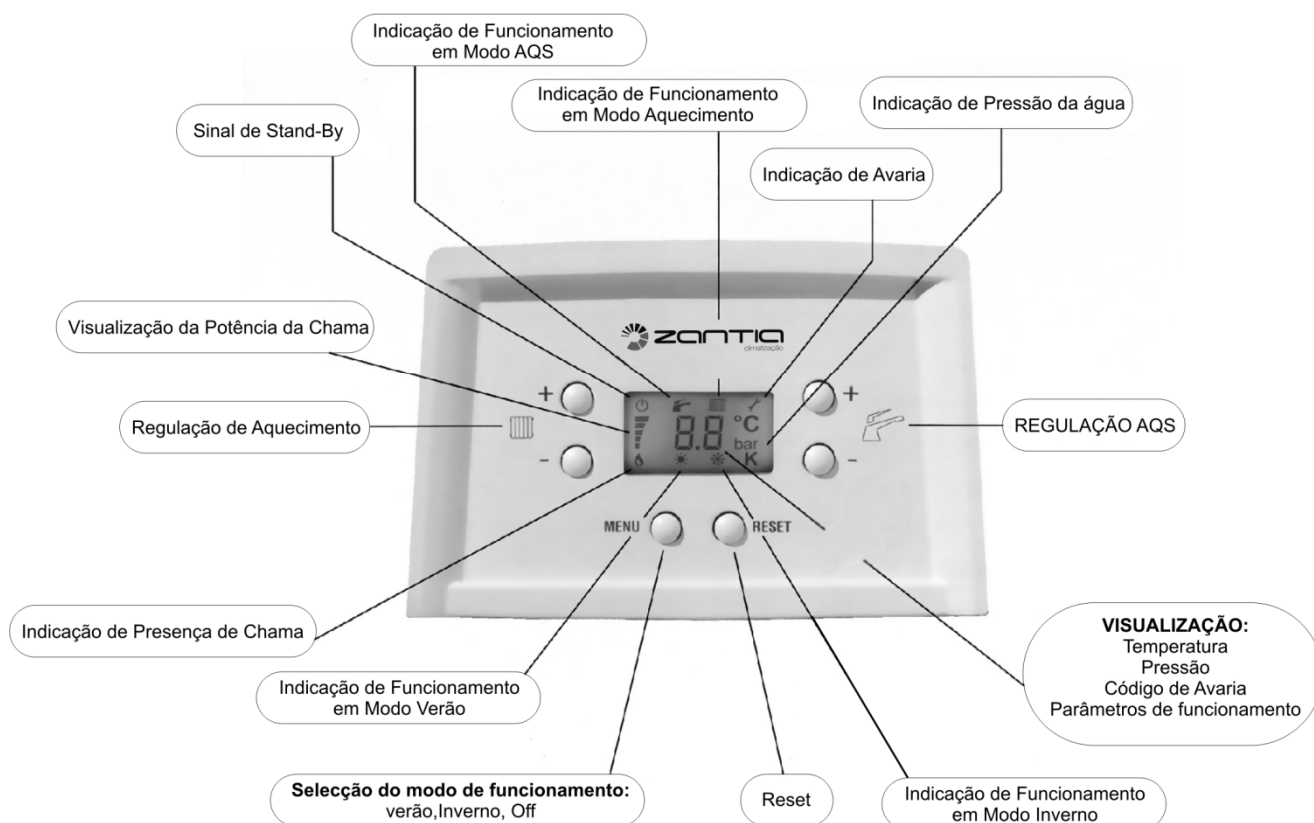 Indicação de Funcionamento
em Modo AQS
Indicação de Funcionamento
em Modo Aquecimento
Indicação de Pressão da água
Sinal de Stand-By
Indicação de Avaria
Visualização da Potência da Chama
zantia
climatização
+
+
Regulação de Aquecimento
REGULAÇÃO AQS
8.8
°C
bar
K
-
-
MENU
RESET
Indicação de Presença de Chama
VISUALIZAÇÃO:
Temperatura
Pressão
Código de Avaria
Parâmetros de funcionamento
Indicação de Funcionamento
em Modo Verão
Selecção do modo de funcionamento:
verão,Inverno, Off
Reset
Indicação de Funcionamento
em Modo Inverno